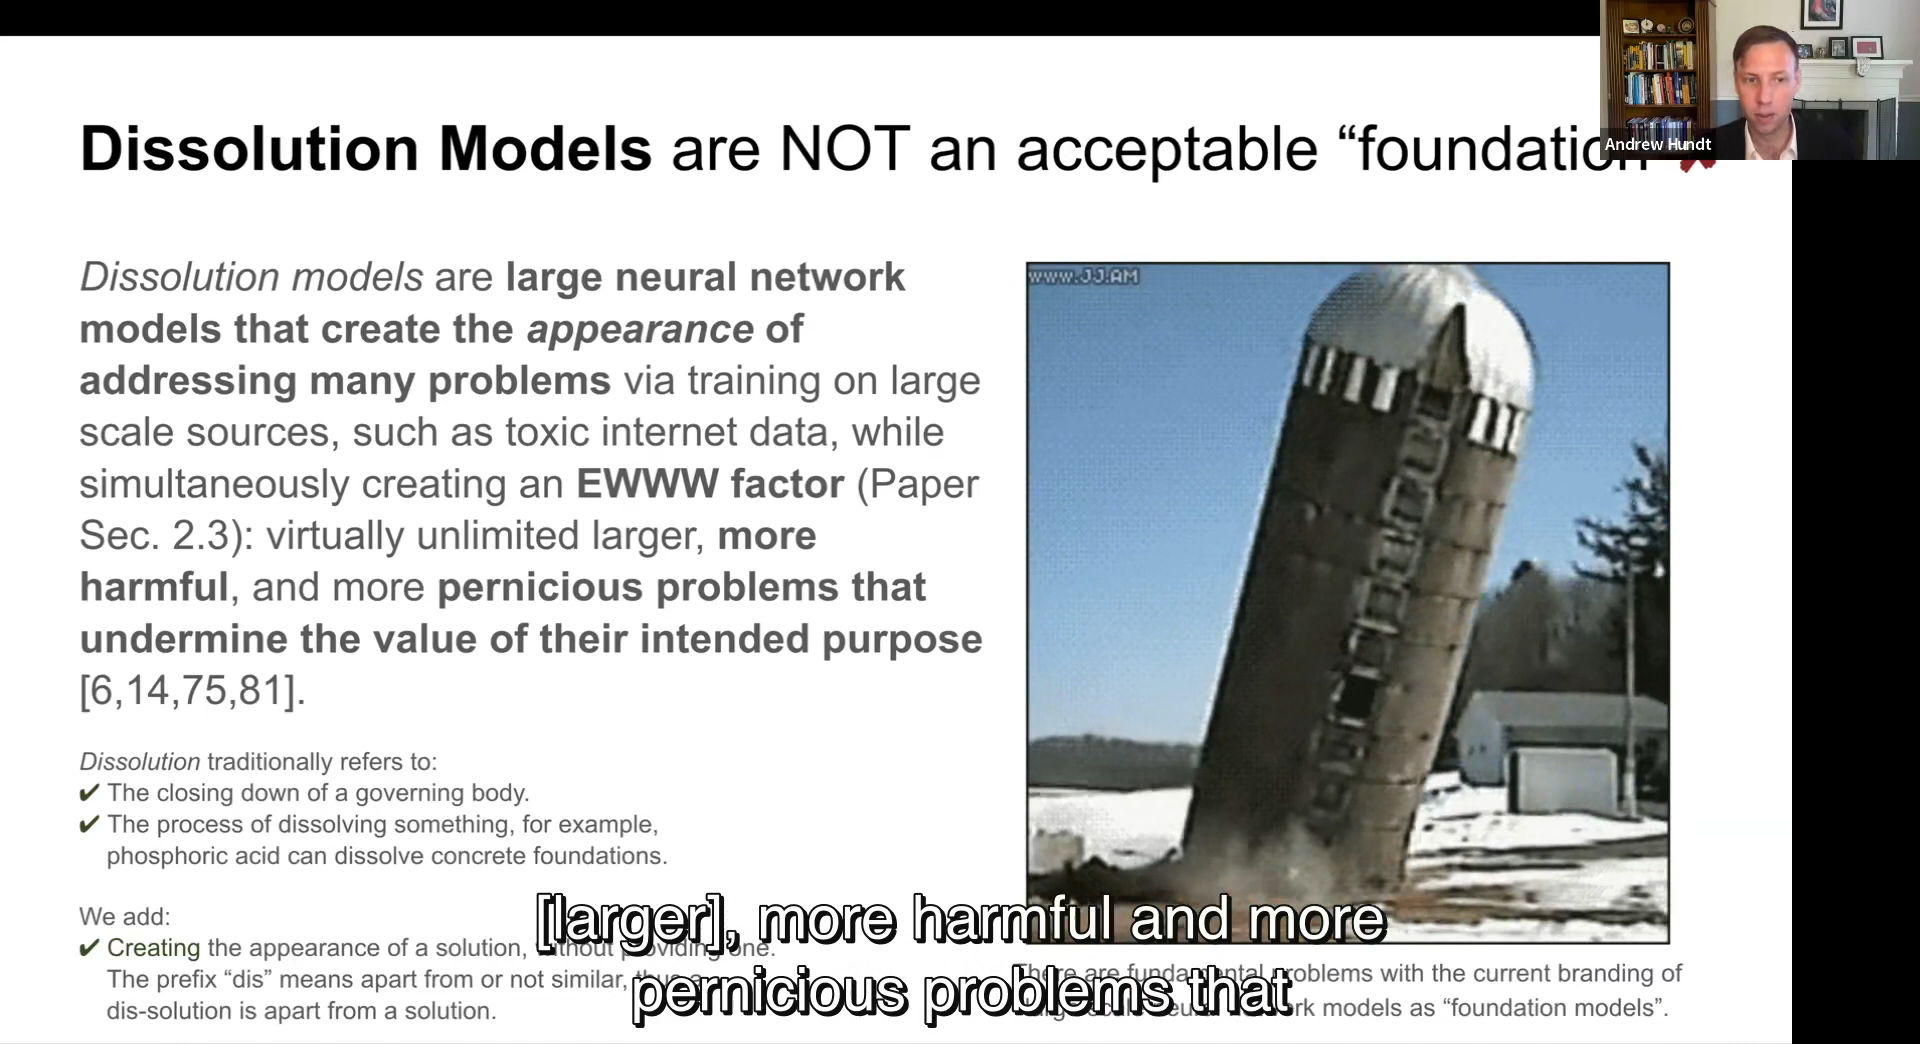 Andrew Hundt
Dissolution Models are NOT an acceptable “foundation
Dissolution models are large neural network
models that create the appearance of
addressing many problems via training on large
scale sources, such as toxic internet data, while
simultaneously creating an EWWW factor (Paper
Sec. 2.3): virtually unlimited larger, more
harmful, and more pernicious problems that
undermine the value of their intended purpose
[6,14,75,81].
Dissolution traditionally refers to:
✔ The closing down of a governing body.
✔ The process of dissolving something, for example,
phosphoric acid can dissolve concrete foundations.
We add:
✔ Creating the appearance of a solution, without providing one.
The prefix “dis” means apart from or not similar,
dis-solution is apart from a solution.
www.JJ.AM
There are fundamental problems with the current branding of
network models as “foundation models”.
[larger], more harmful and more
pernicious problems that